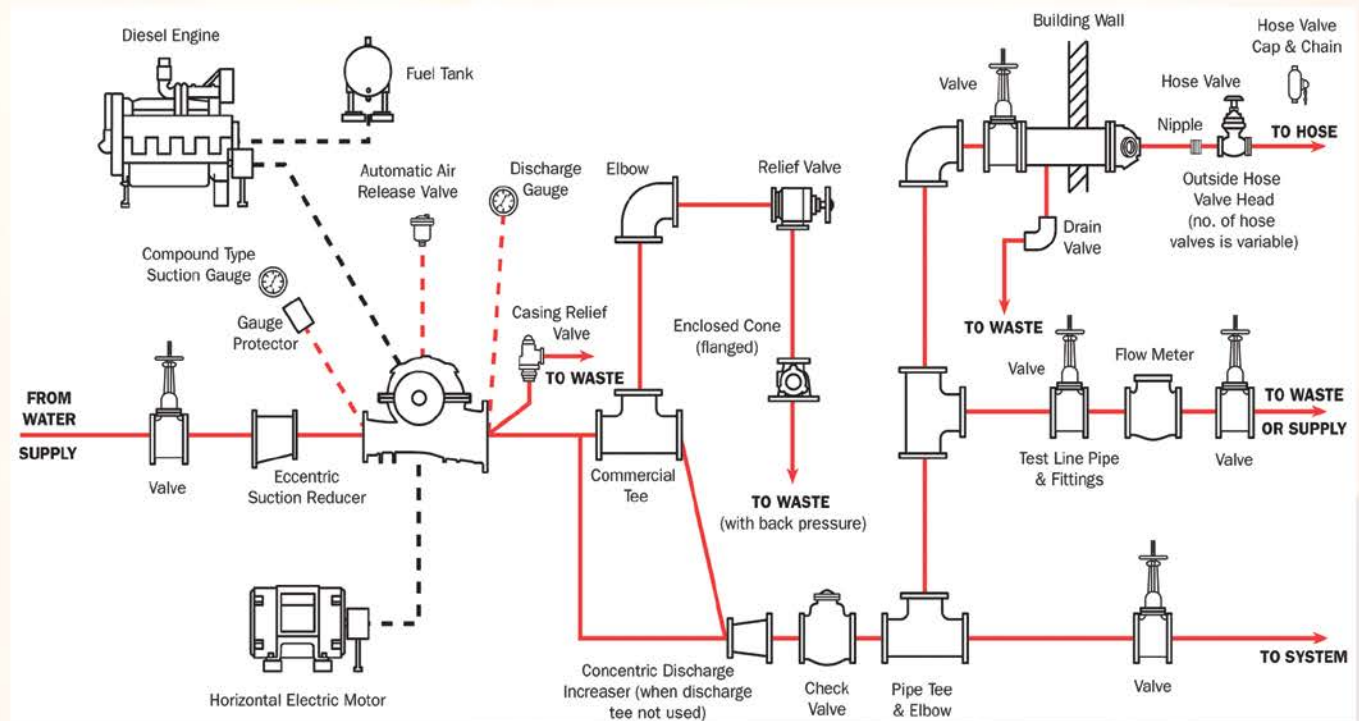 Diesel Engine
Fuel Tank
Building Wall
Hose Valve
Cap & Chain
Valve
Hose Valve
Nipple
TO HOSE
Automatic Air
Release Valve
Discharge
Gauge
Elbow
Relief Valve
Outside Hose
Valve Head
(no. of hose
valves is variable)
Drain
Valve
Compound Type
Suction Gauge
Gauge
Protector
Casing Relief
Valve
TO WASTE
Enclosed Cone
(flanged)
TO WASTE
Valve
Flow Meter
FROM
WATER
SUPPLY
TO WASTE
OR SUPPLY
Valve
Eccentric
Suction Reducer
Commercial
Tee
Test Line Pipe
& Fittings
Valve
TO WASTE
(with back pressure)
Horizontal Electric Motor
Concentric Discharge
Increaser (when discharge
tee not used)
Check
Valve
Pipe Tee
& Elbow
Valve
TO SYSTEM